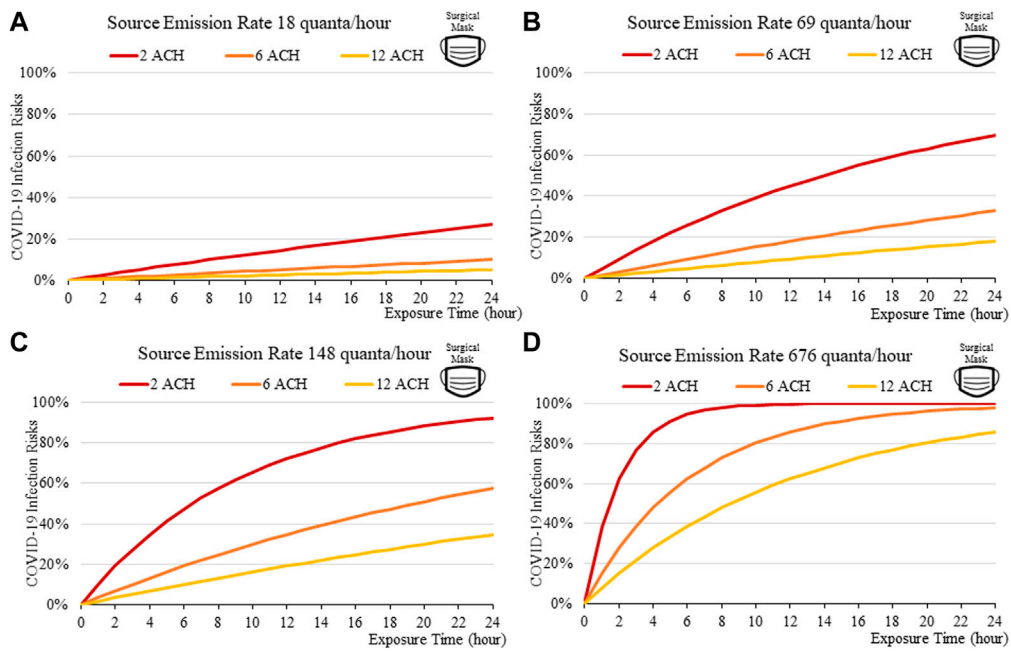 A
Source Emission Rate 18 quanta/hour
Surgical
Mask
2 ACH 6 ACH 12 ACH
COVID-19 Infection Risks
100%
80%
60%
40%
20%
0%
0 2 4 6 8 10 12 14 16 18 20 22 24
Exposure Time (hour)
B
Source Emission Rate 69 quanta/hour
Surgical
Mask
2 ACH 6 ACH 12 ACH
COVID-19 Infection Risks
100%
80%
60%
40%
20%
0%
0 2 4 6 8 10 12 14 16 18 20 22 24
Exposure Time (hour)
C
Source Emission Rate 148 quanta/hour
Surgical
Mask
2 ACH 6 ACH 12 ACH
COVID-19 Infection Risks
100%
80%
60%
40%
20%
0%
0 2 4 6 8 10 12 14 16 18 20 22 24
Exposure Time (hour)
D
Source Emission Rate 676 quanta/hour
Surgical
Mask
2 ACH 6 ACH 12 ACH
COVID-19 Infection Risks
100%
80%
60%
40%
20%
0%
0 2 4 6 8 10 12 14 16 18 20 22 24
Exposure Time (hour)